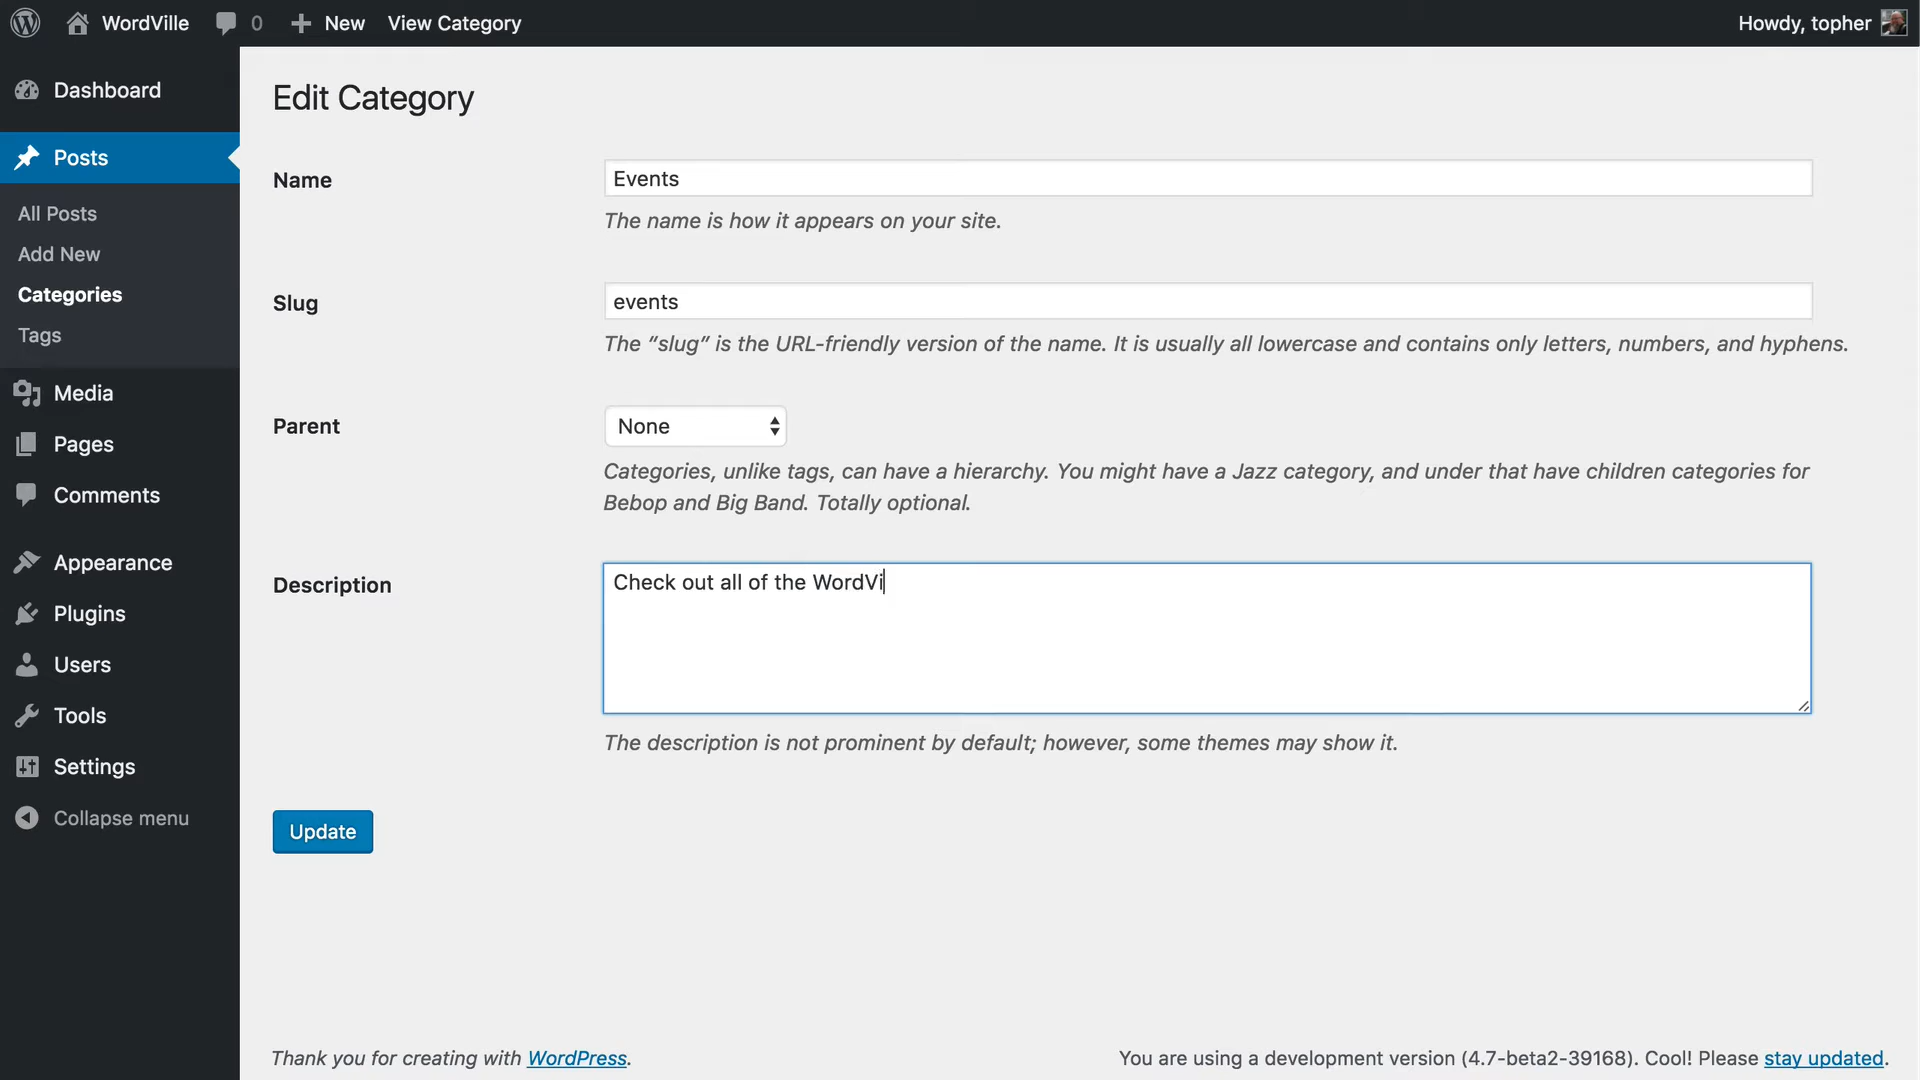 WordVille 0 New View Category Howdy, topher
Dashboard
Posts
All Posts
Add New
Categories
Tags
Media
Pages
Comments
Appearance
Plugins
Users
Tools
Settings
Collapse menu
Edit Category
Name
Events
The name is how it appears on your site.
Slug
events
The “slug” is the URL-friendly version of the name. It is usually all lowercase and contains only letters, numbers, and hyphens.
Parent
None
Categories, unlike tags, can have a hierarchy. You might have a Jazz category, and under that have children categories for
Bebop and Big Band. Totally optional.
Description
Check out all of the WordVi
The description is not prominent by default; however, some themes may show it.
Update
Thank you for creating with WordPress.
You are using a development version (4.7-beta2-39168). Cool! Please stay updated.